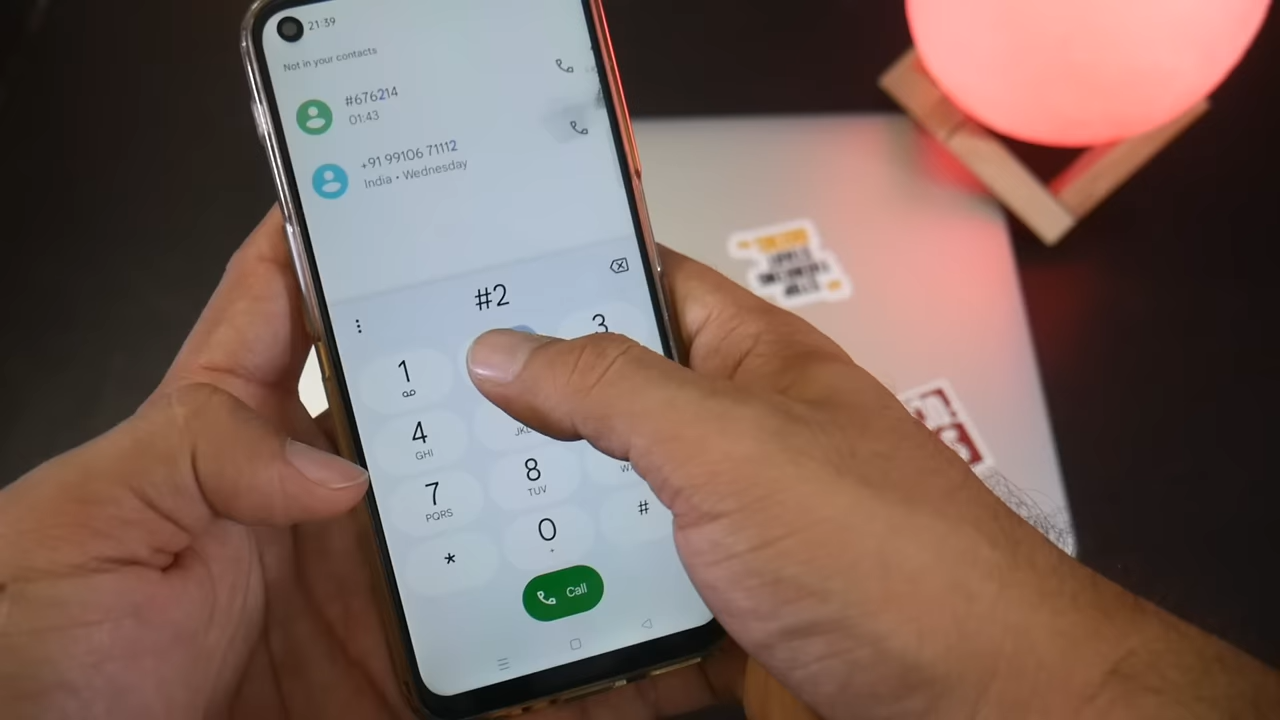 21:39
Not in your contacts
#676214
01:43
+91 99106 71112
India • Wednesday
#2
1
3
4
GHI
JKL
7
PQRS
8
TUV
*
0
+
#
Call